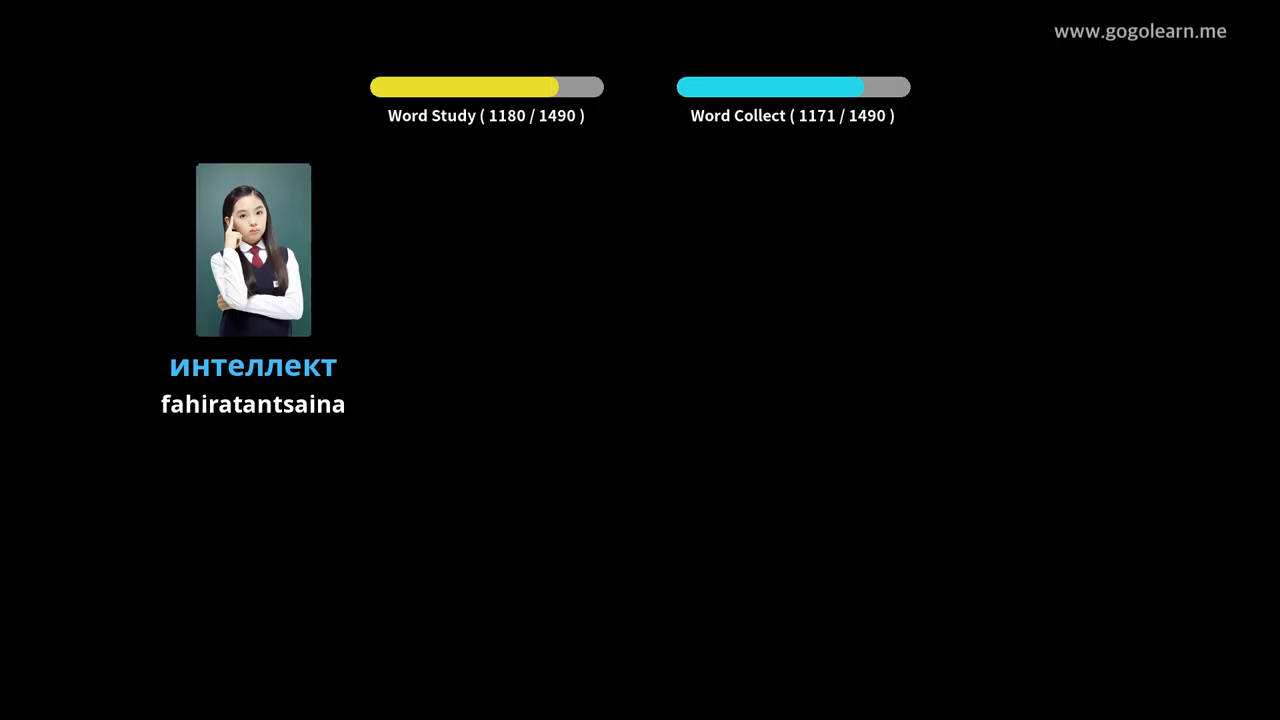 www.gogolearn.me
Word Study ( 1180 / 1490 )
Word Collect ( 1171 / 1490 )
интеллект
fahiratantsaina